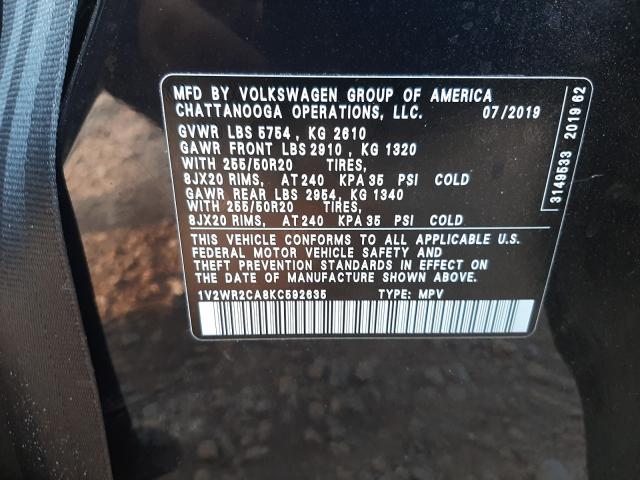 MFD BY VOLKSWAGEN GROUP OF AMERICA
CHATTANOOGA OPERATIONS, LLC. 07/2019
GVWR LBS 5754 , KG 2610
GAWR FRONT LBS 2910 , KG 1320
WITH 255/50R20 TIRES,
8JX20 RIMS, AT 240 KPA 35 PSI COLD
GAWR REAR LBS 2954, KG 1340
WITH 255/50R20 TIRES,
8JX20 RIMS, AT 240 KPA 35 PSI COLD
THIS VEHICLE CONFORMS TO ALL APPLICABLE U.S.
FEDERAL MOTOR VEHICLE SAFETY AND
THEFT PREVENTION STANDARDS IN EFFECT ON
THE DATE OF MANUFACTURE SHOWN ABOVE.
1V2WR2CA8KC592635 TYPE: MPV
3149533 2019 62